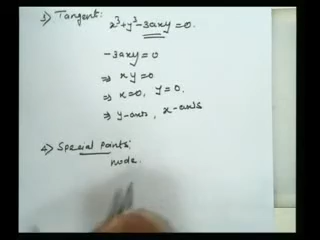 3) Tangent:
x³+y³-3axy=0.
-3axy=0
⇒ xy=0
⇒ x=0, y=0.
⇒ y-axis, x-axis
4) Special points:
node.